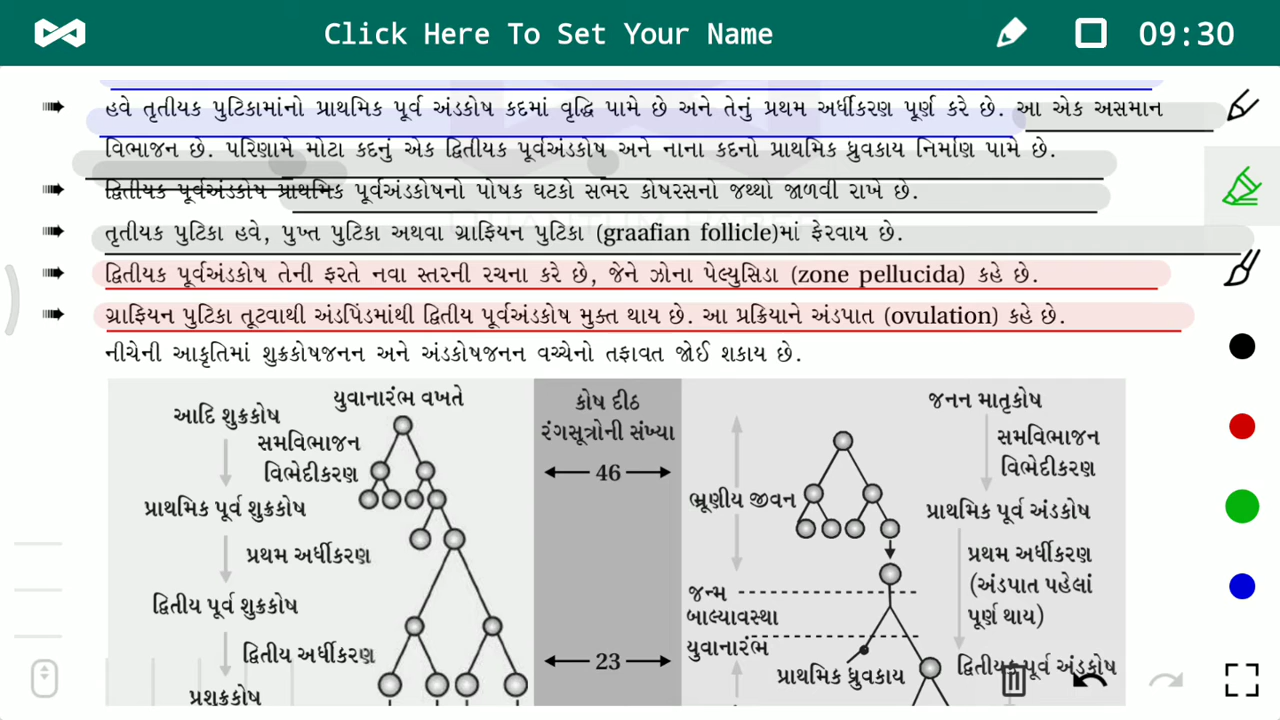 Click Here To Set Your Name
09:30
હવે તૃતીયક પુટિકામાંનો પ્રાથમિક પૂર્વ અંડકોષ કદમાં વૃદ્ધિ પામે છે અને તેનું પ્રથમ અર્ધીકરણ પૂર્ણ કરે છે. આ એક અસમાન
વિભાજન છે. પરિણામે મોટા કદનું એક દ્વિતીયક પૂર્વઅંડકોષ અને નાના કદનો પ્રાથમિક ધ્રુવકાય નિર્માણ પામે છે.
દ્વિતીયક પૂર્વઅંડકોષ પ્રાથમિક પૂર્વઅંડકોષનો પોષક ઘટકો સભર કોષરસનો જથ્થો જાળવી રાખે છે.
તૃતીયક પુટિકા હવે, પુખ્ત પુટિકા અથવા ગ્રાફિયન પુટિકા (graafian follicle)માં ફેરવાય છે.
દ્વિતીયક પૂર્વઅંડકોષ તેની ફરતે નવા સ્તરની રચના કરે છે, જેને ઝોના પેલ્યુસિડા (zone pellucida) કહે છે.
ગ્રાફિયન પુટિકા તૂટવાથી અંડપિંડમાંથી દ્વિતીય પૂર્વઅંડકોષ મુક્ત થાય છે. આ પ્રક્રિયાને અંડપાત (ovulation) કહે છે.
નીચેની આકૃતિમાં શુક્રકોષજનન અને અંડકોષજનન વચ્ચેનો તફાવત જોઈ શકાય છે.
યુવાનારંભ વખતે
આદિ શુક્રકોષ
સમવિભાજન
વિભેદીકરણ
પ્રાથમિક પૂર્વ શુક્રકોષ
પ્રથમ અર્ધીકરણ
દ્વિતીય પૂર્વ શુક્રકોષ
દ્વિતીય અર્ધીકરણ
પ્રશુક્રકોષ
કોષ દીઠ
રંગસૂત્રોની સંખ્યા
46
23
જનન માતૃકોષ
સમવિભાજન
વિભેદીકરણ
ભ્રૂણીય જીવન
પ્રાથમિક પૂર્વ અંડકોષ
પ્રથમ અર્ધીકરણ
(અંડપાત પહેલાં
પૂર્ણ થાય)
જન્મ
બાલ્યાવસ્થા
યુવાનારંભ
પ્રાથમિક ધ્રુવકાય
દ્વિતીયક પૂર્વ અંડકોષ